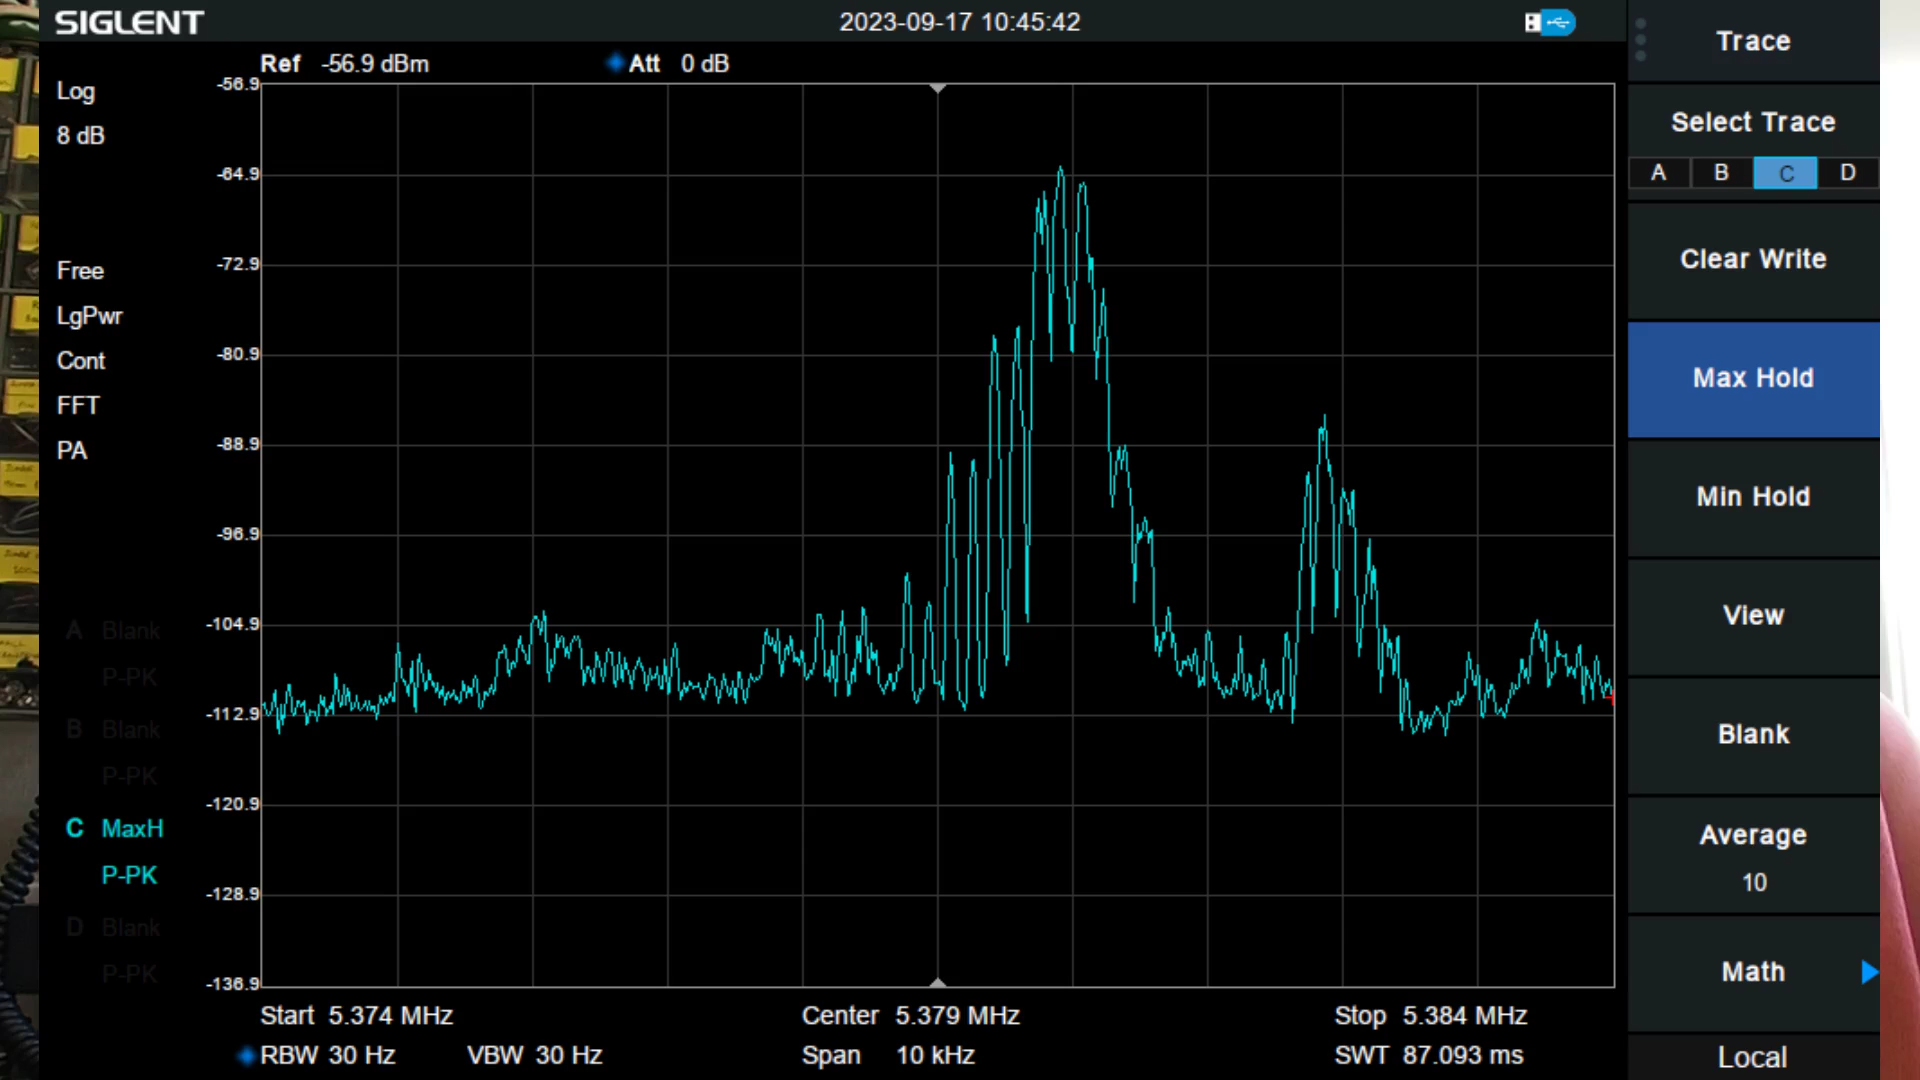 SIGLENT 2023-09-17 10:45:42
Ref -56.9 dBm Att 0 dB
Log
8 dB
Free
LgPwr
Cont
FFT
PA
A Blank
P-PK
B Blank
P-PK
C MaxH
P-PK
D Blank
P-PK
-56.9
-64.9
-72.9
-80.9
-88.9
-96.9
-104.9
-112.9
-120.9
-128.9
-136.9
Start 5.374 MHz Center 5.379 MHz Stop 5.384 MHz
RBW 30 Hz VBW 30 Hz Span 10 kHz SWT 87.093 ms
Trace
Select Trace
A B C D
Clear Write
Max Hold
Min Hold
View
Blank
Average
10
Math
Local